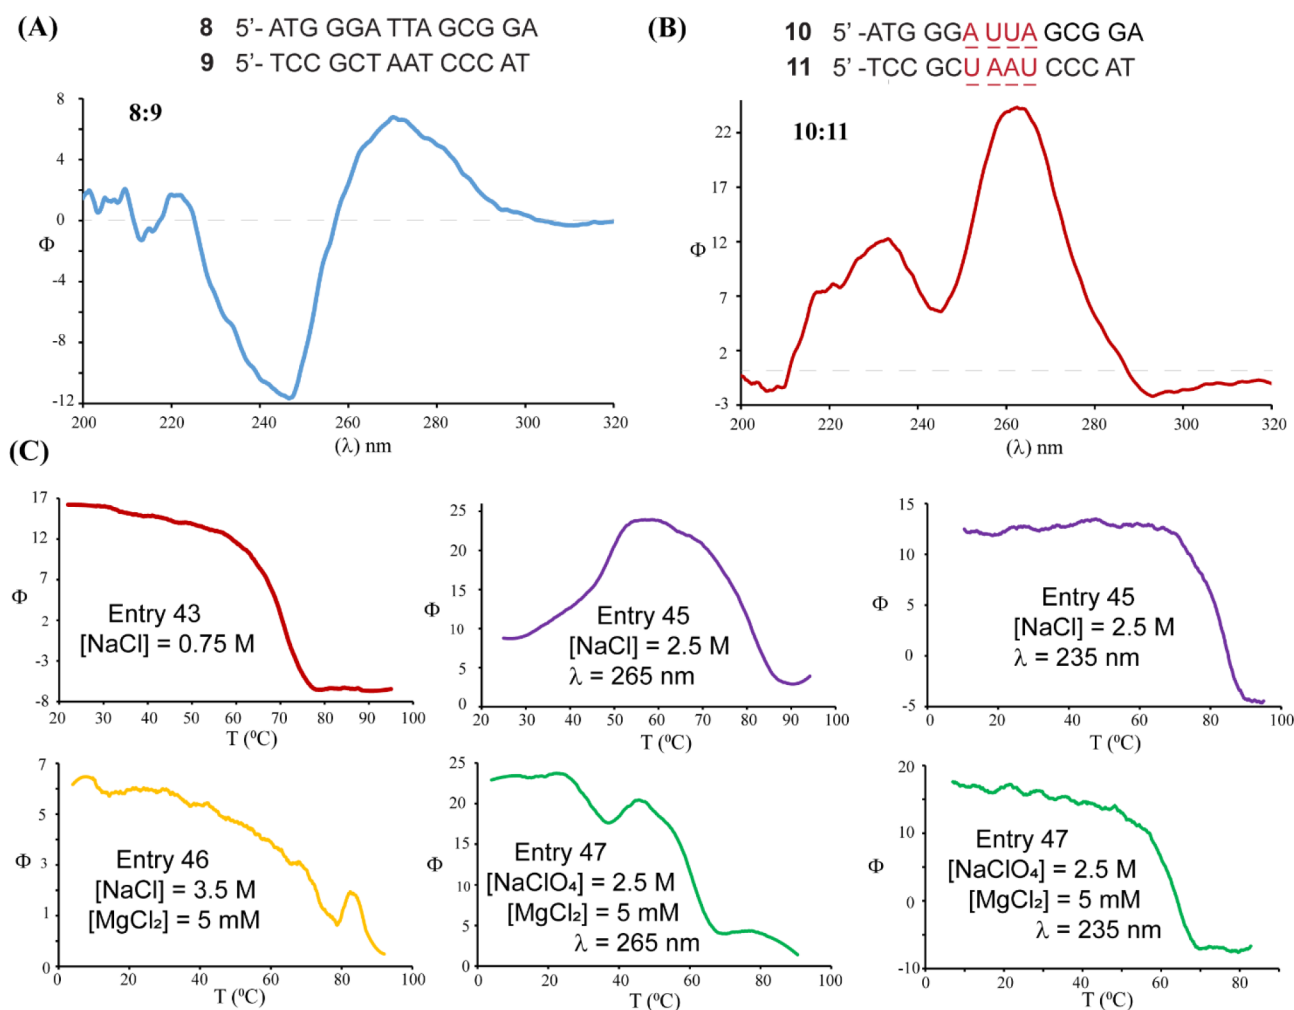 (A)
8 5'- ATG GGA TTA GCG GA
9 5'- TCC GCT AAT CCC AT
8:9
8
4
0
-4
-8
-12
Φ
200 220 240 260 280 300 320
(λ) nm
(B)
10 5' -ATG GGA UUA GCG GA
11 5' -TCC GCU AAU CCC AT
10:11
22
17
12
7
2
-3
Φ
200 220 240 260 280 300 320
(λ) nm
(C)
17
12
7
2
-3
-8
Φ
Entry 43
[NaCl] = 0.75 M
20 30 40 50 60 70 80 90 100
T (⁰C)
25
20
15
10
5
0
Φ
Entry 45
[NaCl] = 2.5 M
λ = 265 nm
20 30 40 50 60 70 80 90 100
T (⁰C)
15
10
5
0
-5
Φ
Entry 45
[NaCl] = 2.5 M
λ = 235 nm
0 20 40 60 80 100
T (⁰C)
7
5
3
1
0
Φ
Entry 46
[NaCl] = 3.5 M
[MgCl₂] = 5 mM
0 20 40 60 80 100
T (⁰C)
25
20
15
10
5
0
Φ
Entry 47
[NaClO₄] = 2.5 M
[MgCl₂] = 5 mM
λ = 265 nm
0 20 40 60 80 100
T (⁰C)
20
10
0
-10
Φ
Entry 47
[NaClO₄] = 2.5 M
[MgCl₂] = 5 mM
λ = 235 nm
0 20 40 60 80
T (⁰C)